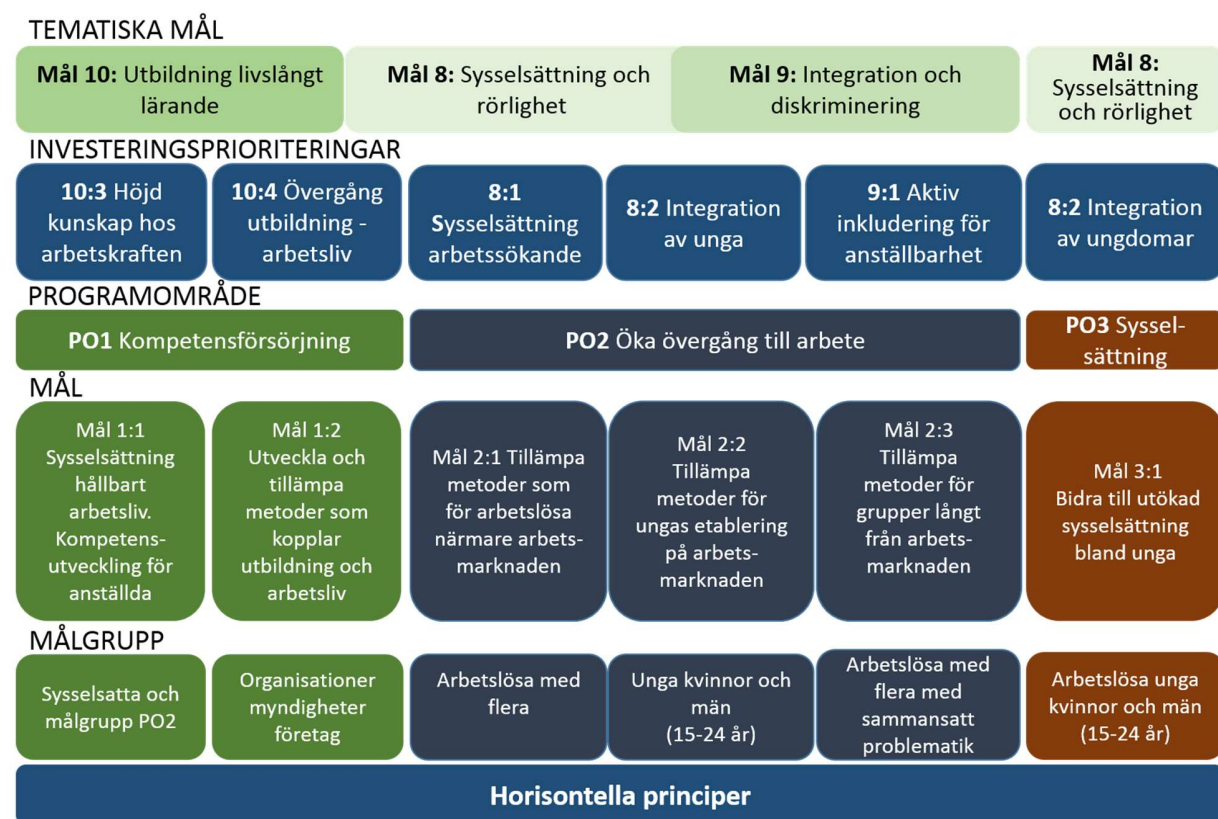 TEMATISKA MÅL
Mål 10: Utbildning livslångt
lärande
Mål 8: Sysselsättning och
rörlighet
Mål 9: Integration och
diskriminering
Mål 8:
Sysselsättning
och rörlighet
INVESTERINGSPRIORITERINGAR
10:3 Höjd
kunskap hos
arbetskraften
10:4 Övergång
utbildning -
arbetsliv
8:1
Sysselsättning
arbetssökande
8:2 Integration
av unga
9:1 Aktiv
inkludering för
anställbarhet
8:2 Integration
av ungdomar
PROGRAMOMRÅDE
PO1 Kompetensförsörjning
PO2 Öka övergång till arbete
PO3 Syssel-
sättning
MÅL
Mål 1:1
Sysselsättning
hållbart
arbetsliv.
Kompetens-
utveckling för
anställda
Mål 1:2
Utveckla och
tillämpa
metoder som
kopplar
utbildning och
arbetsliv
Mål 2:1 Tillämpa
metoder som
för arbetslösa
närmare arbets-
marknaden
Mål 2:2
Tillämpa
metoder för
ungas etablering
på arbets-
marknaden
Mål 2:3
Tillämpa
metoder för
grupper långt
från arbets-
marknaden
Mål 3:1
Bidra till utökad
sysselsättning
bland unga
MÅLGRUPP
Sysselsatta och
målgrupp PO2
Organisationer
myndigheter
företag
Arbetslösa med
flera
Unga kvinnor och
män
(15-24 år)
Arbetslösa med
flera med
sammansatt
problematik
Arbetslösa unga
kvinnor och män
(15-24 år)
Horisontella principer